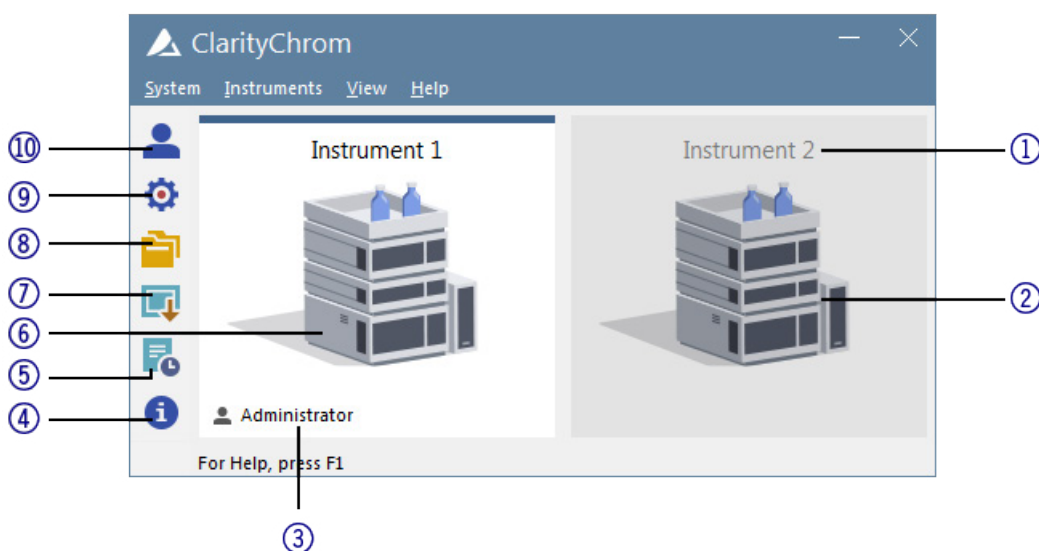 ClarityChrom
System Instruments View Help
⑩ Instrument 1 Instrument 2 ①
⑨
⑧
⑦ ②
⑥
⑤
④ i Administrator
For Help, press F1
③